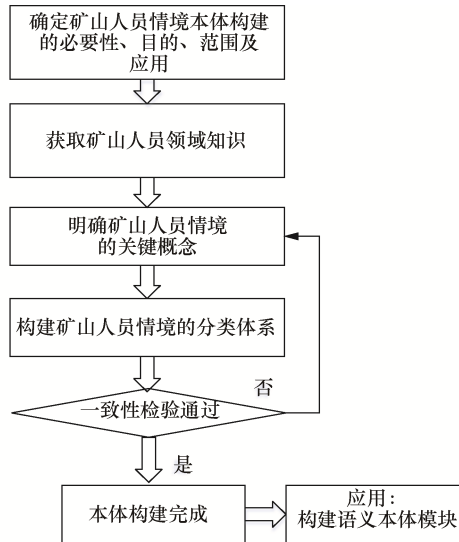 确定矿山人员情境本体构建
的必要性、目的、范围及
应用
获取矿山人员领域知识
明确矿山人员情境
的关键概念
构建矿山人员情境的分类体系
一致性检验通过
否
是
本体构建完成
应用:
构建语义本体模块